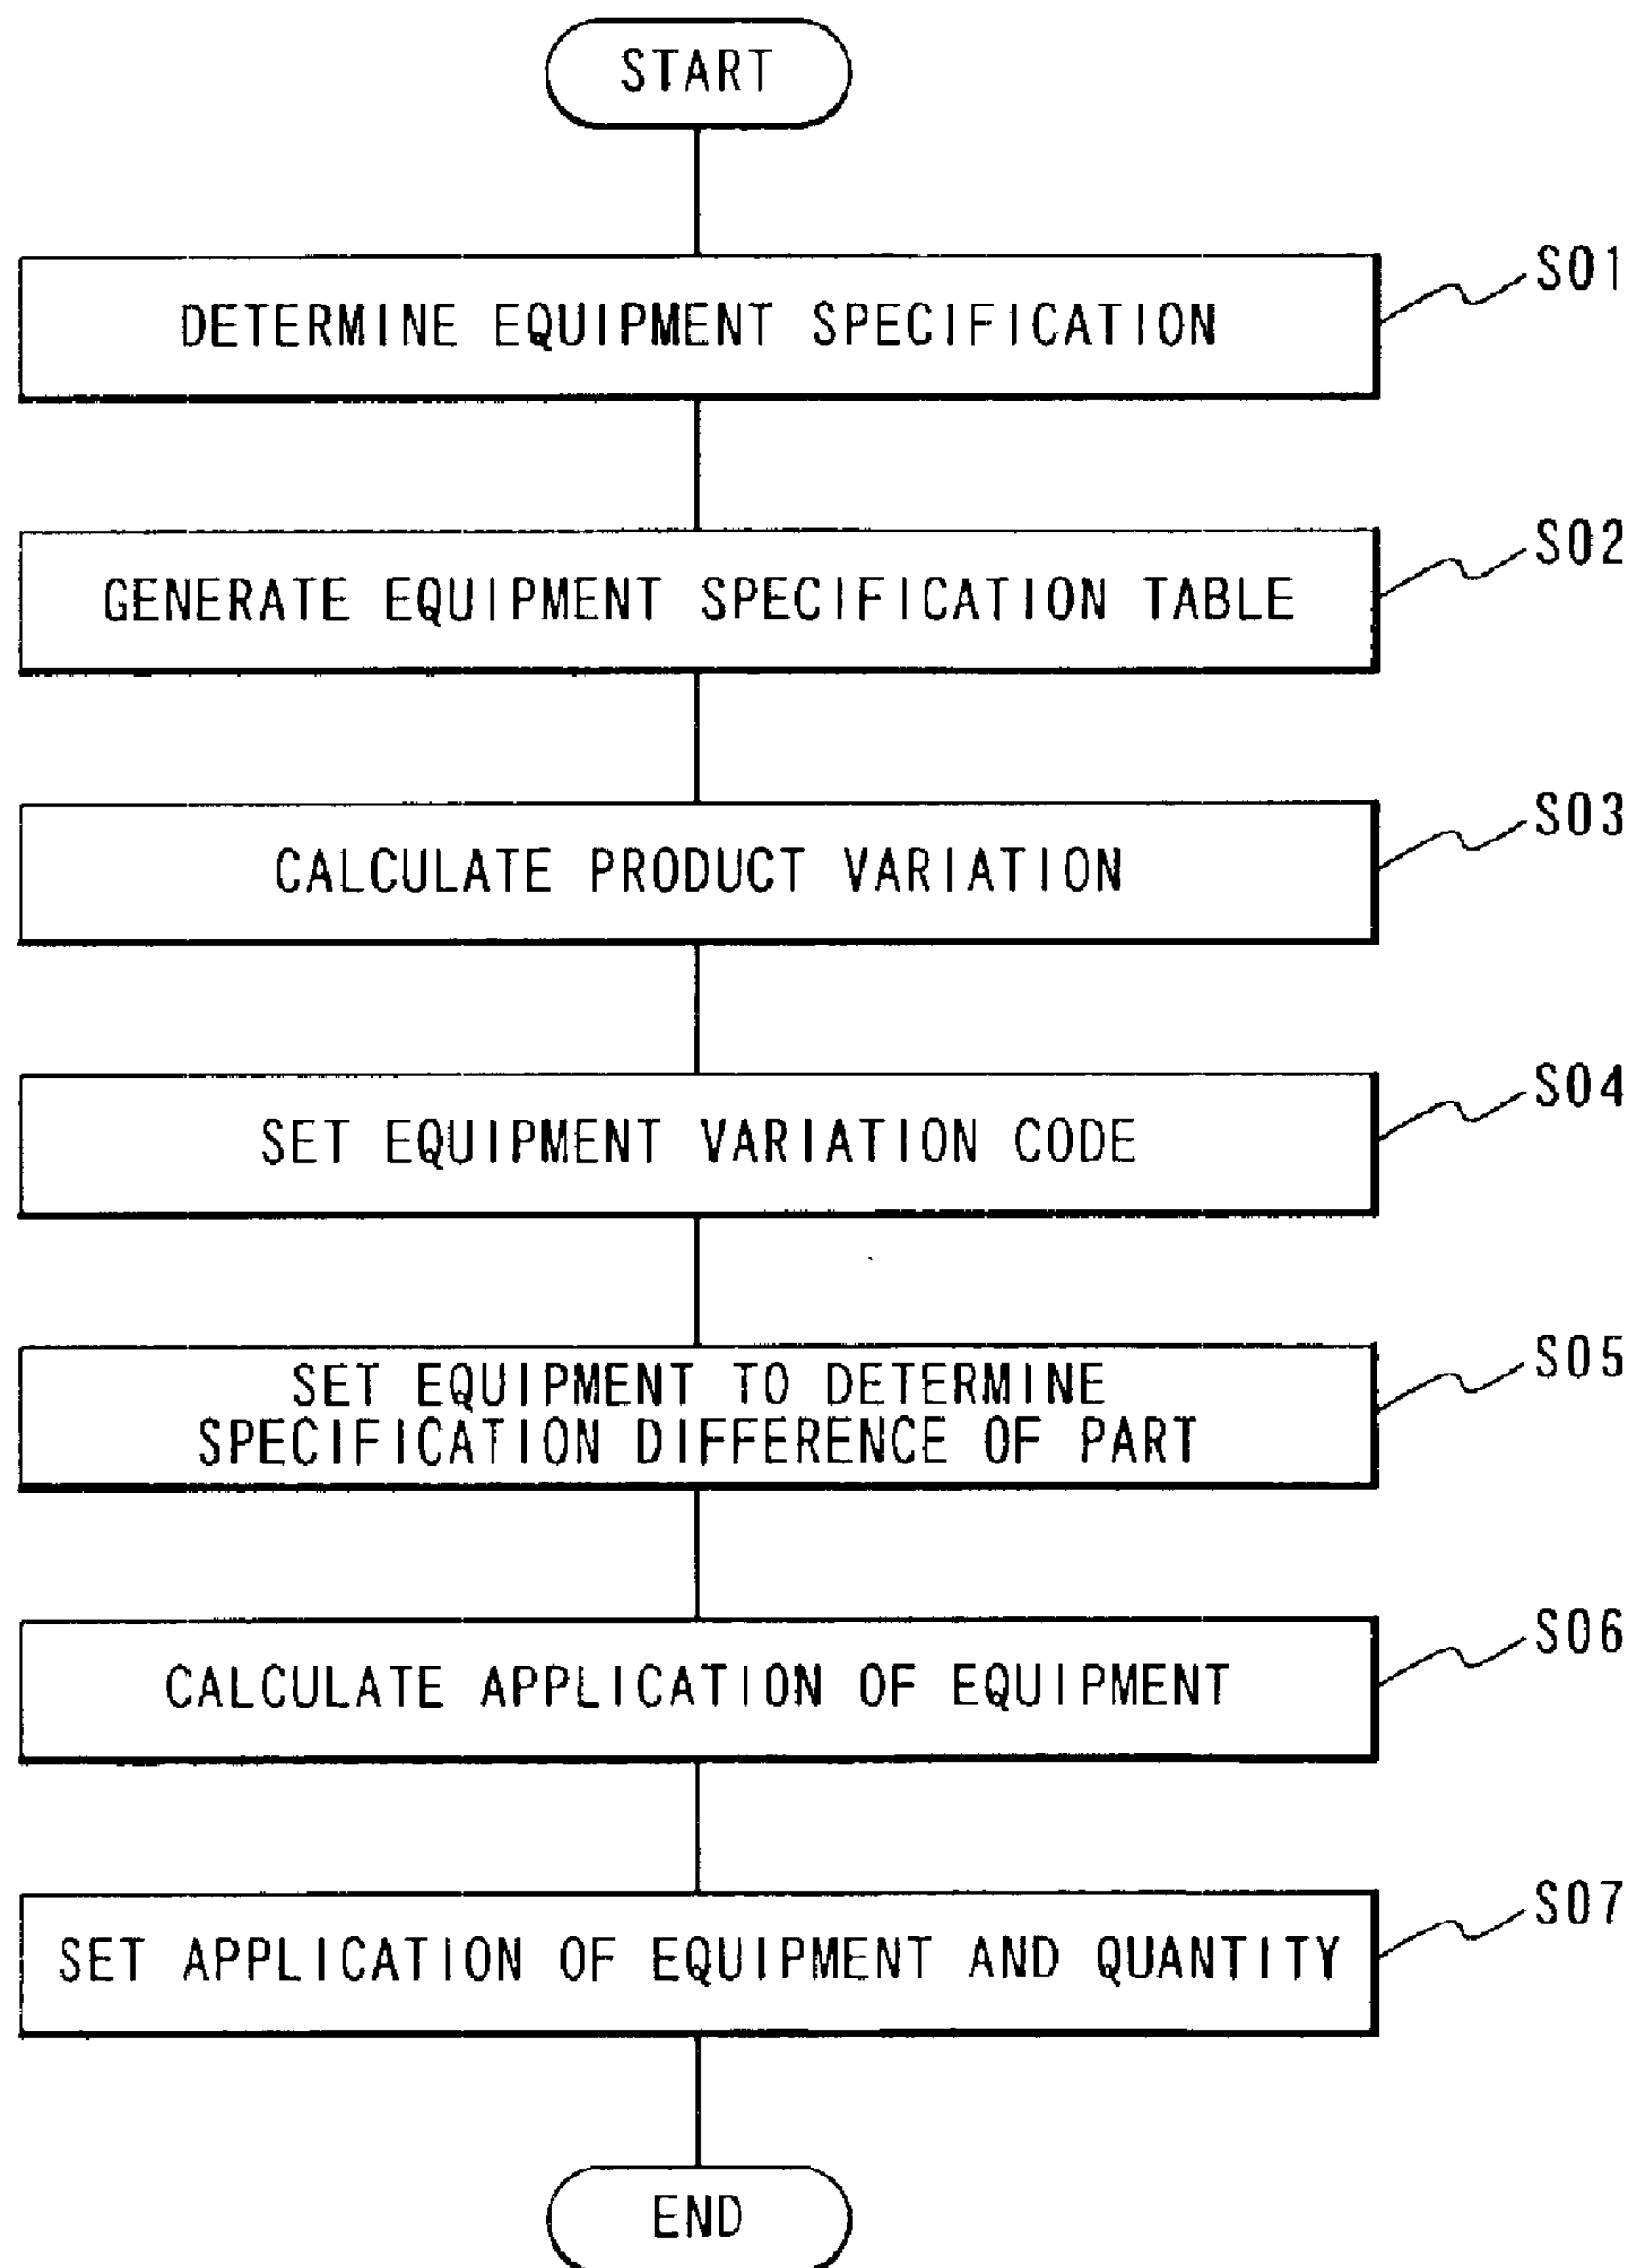 START
DETERMINE EQUIPMENT SPECIFICATION
S01
GENERATE EQUIPMENT SPECIFICATION TABLE
S02
CALCULATE PRODUCT VARIATION
S03
SET EQUIPMENT VARIATION CODE
S04
SET EQUIPMENT TO DETERMINE
SPECIFICATION DIFFERENCE OF PART
S05
CALCULATE APPLICATION OF EQUIPMENT
S06
SET APPLICATION OF EQUIPMENT AND QUANTITY
S07
END